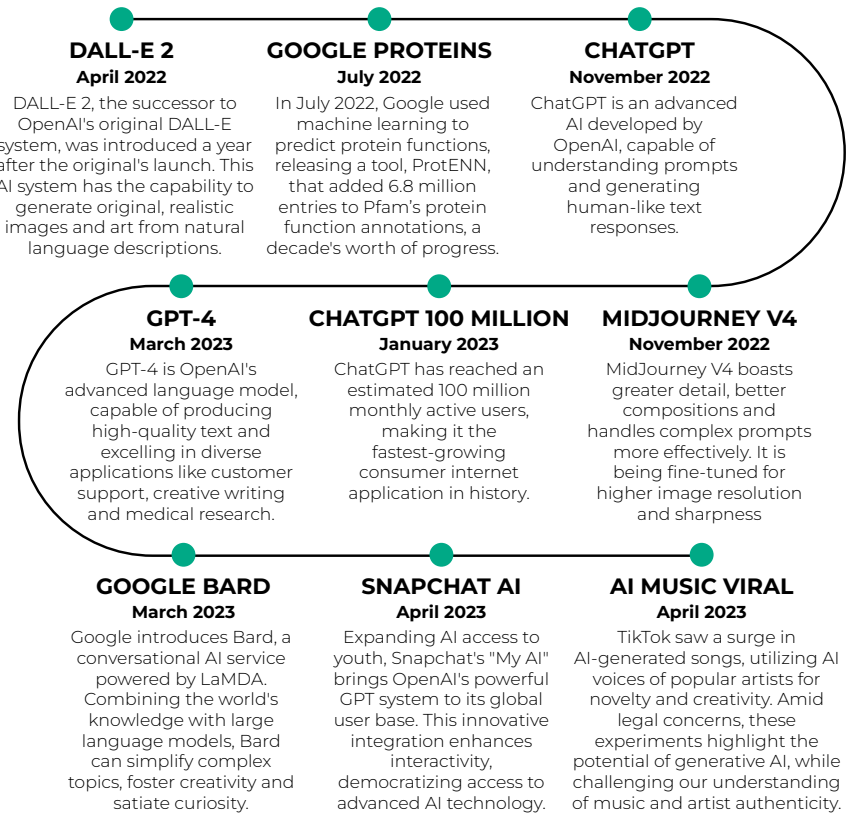 DALL-E 2
April 2022
DALL-E 2, the successor to
OpenAI's original DALL-E
system, was introduced a year
after the original's launch. This
AI system has the capability to
generate original, realistic
images and art from natural
language descriptions.
GOOGLE PROTEINS
July 2022
In July 2022, Google used
machine learning to
predict protein functions,
releasing a tool, ProtENN,
that added 6.8 million
entries to Pfam’s protein
function annotations, a
decade's worth of progress.
CHATGPT
November 2022
ChatGPT is an advanced
AI developed by
OpenAI, capable of
understanding prompts
and generating
human-like text
responses.
GPT-4
March 2023
GPT-4 is OpenAI's
advanced language model,
capable of producing
high-quality text and
excelling in diverse
applications like customer
support, creative writing
and medical research.
CHATGPT 100 MILLION
January 2023
ChatGPT has reached an
estimated 100 million
monthly active users,
making it the
fastest-growing
consumer internet
application in history.
MIDJOURNEY V4
November 2022
MidJourney V4 boasts
greater detail, better
compositions and
handles complex prompts
more effectively. It is
being fine-tuned for
higher image resolution
and sharpness
GOOGLE BARD
March 2023
Google introduces Bard, a
conversational AI service
powered by LaMDA.
Combining the world's
knowledge with large
language models, Bard
can simplify complex
topics, foster creativity and
satiate curiosity.
SNAPCHAT AI
April 2023
Expanding AI access to
youth, Snapchat's "My AI"
brings OpenAI's powerful
GPT system to its global
user base. This innovative
integration enhances
interactivity,
democratizing access to
advanced AI technology.
AI MUSIC VIRAL
April 2023
TikTok saw a surge in
AI-generated songs, utilizing AI
voices of popular artists for
novelty and creativity. Amid
legal concerns, these
experiments highlight the
potential of generative AI, while
challenging our understanding
of music and artist authenticity.